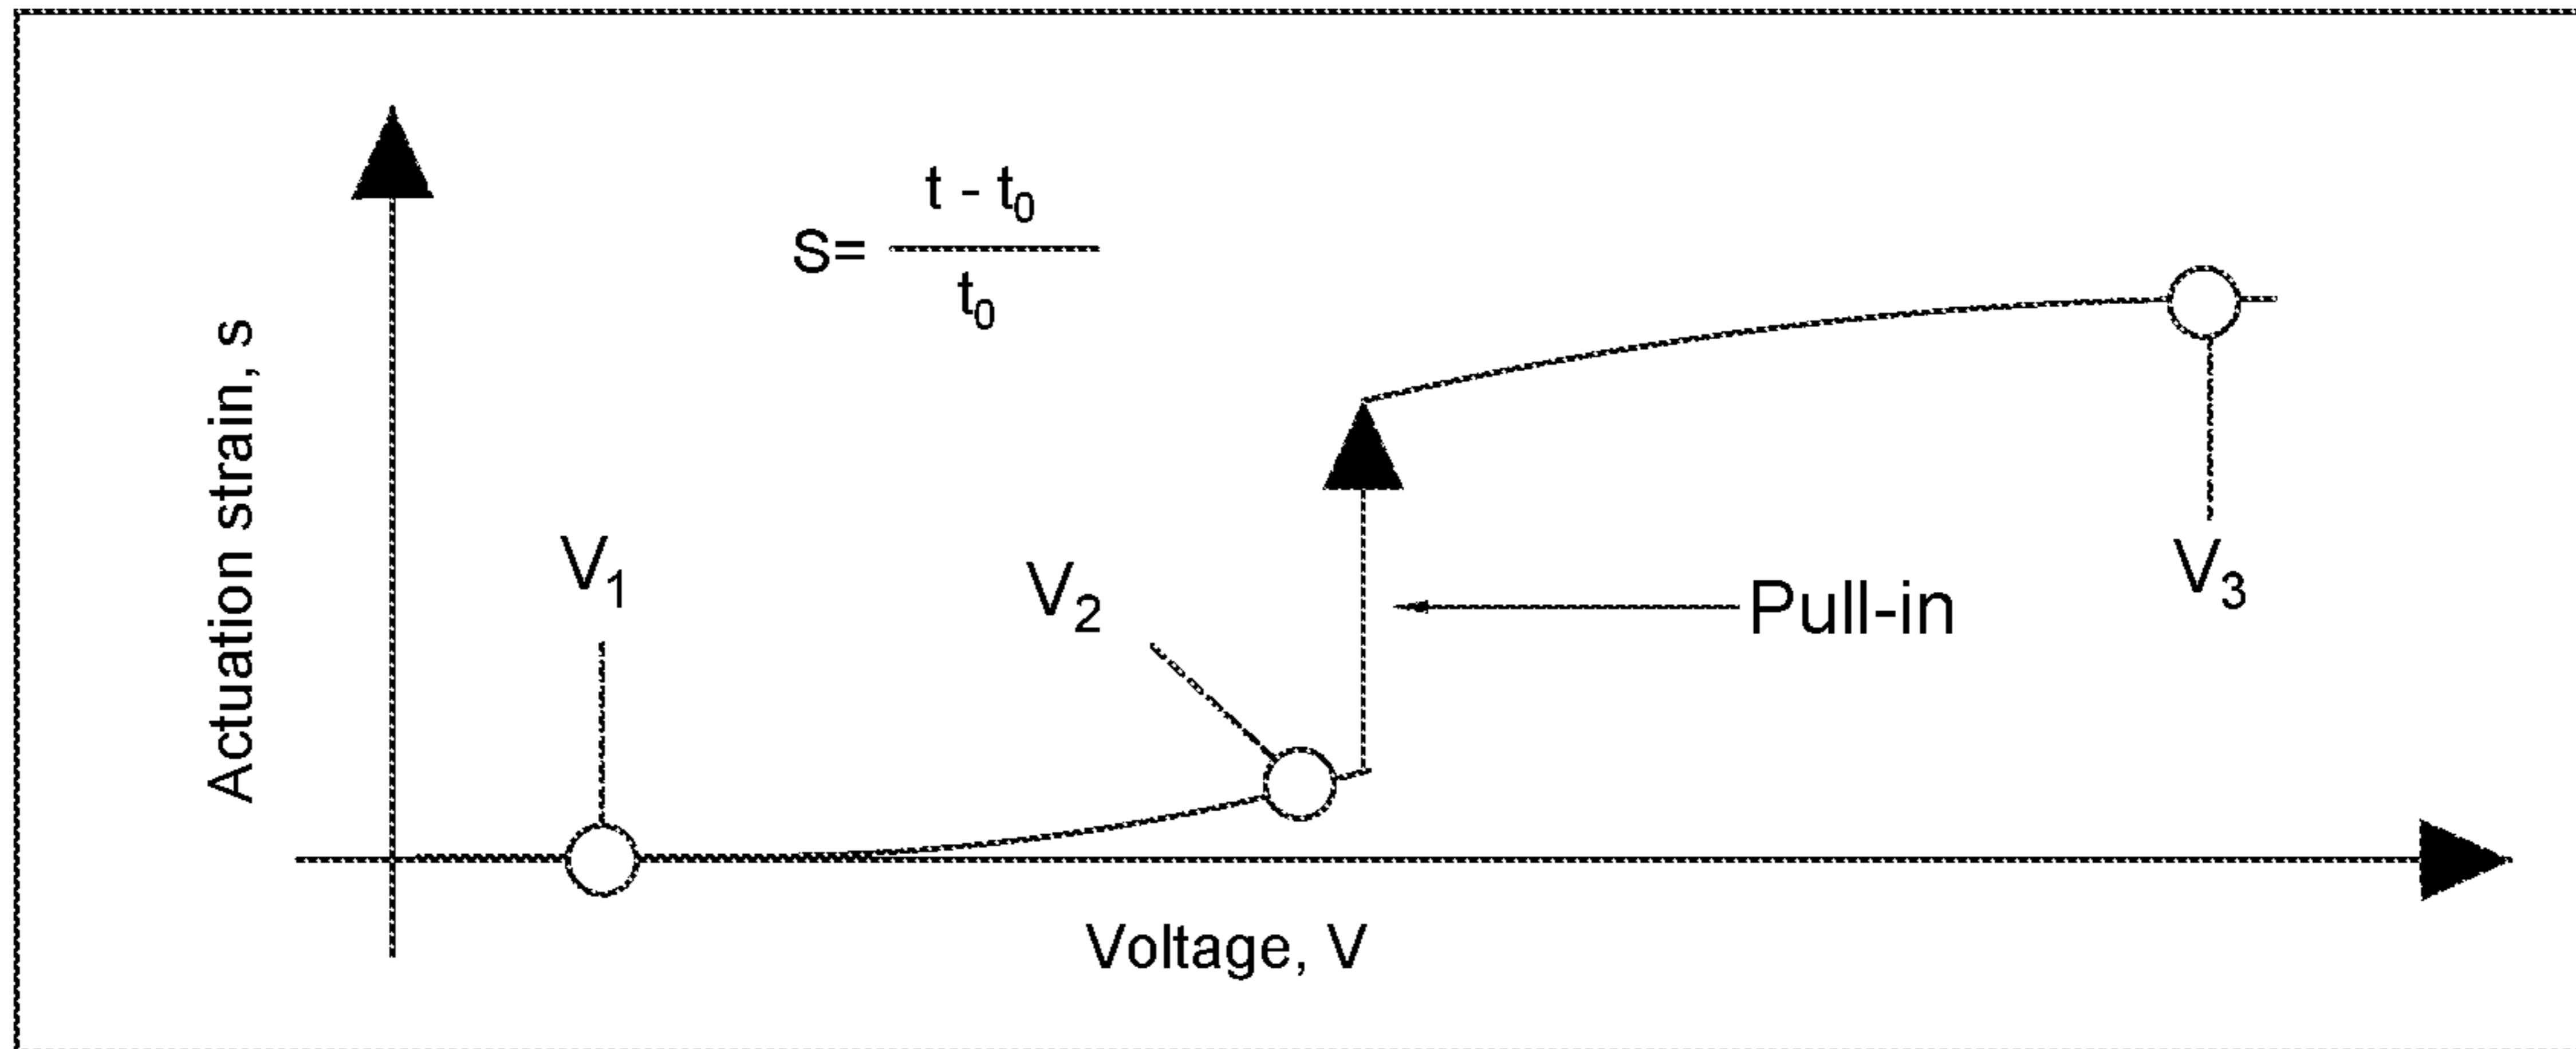 S= t - t₀
t₀
Actuation strain, s
V₁
V₂
Pull-in
V₃
Voltage, V